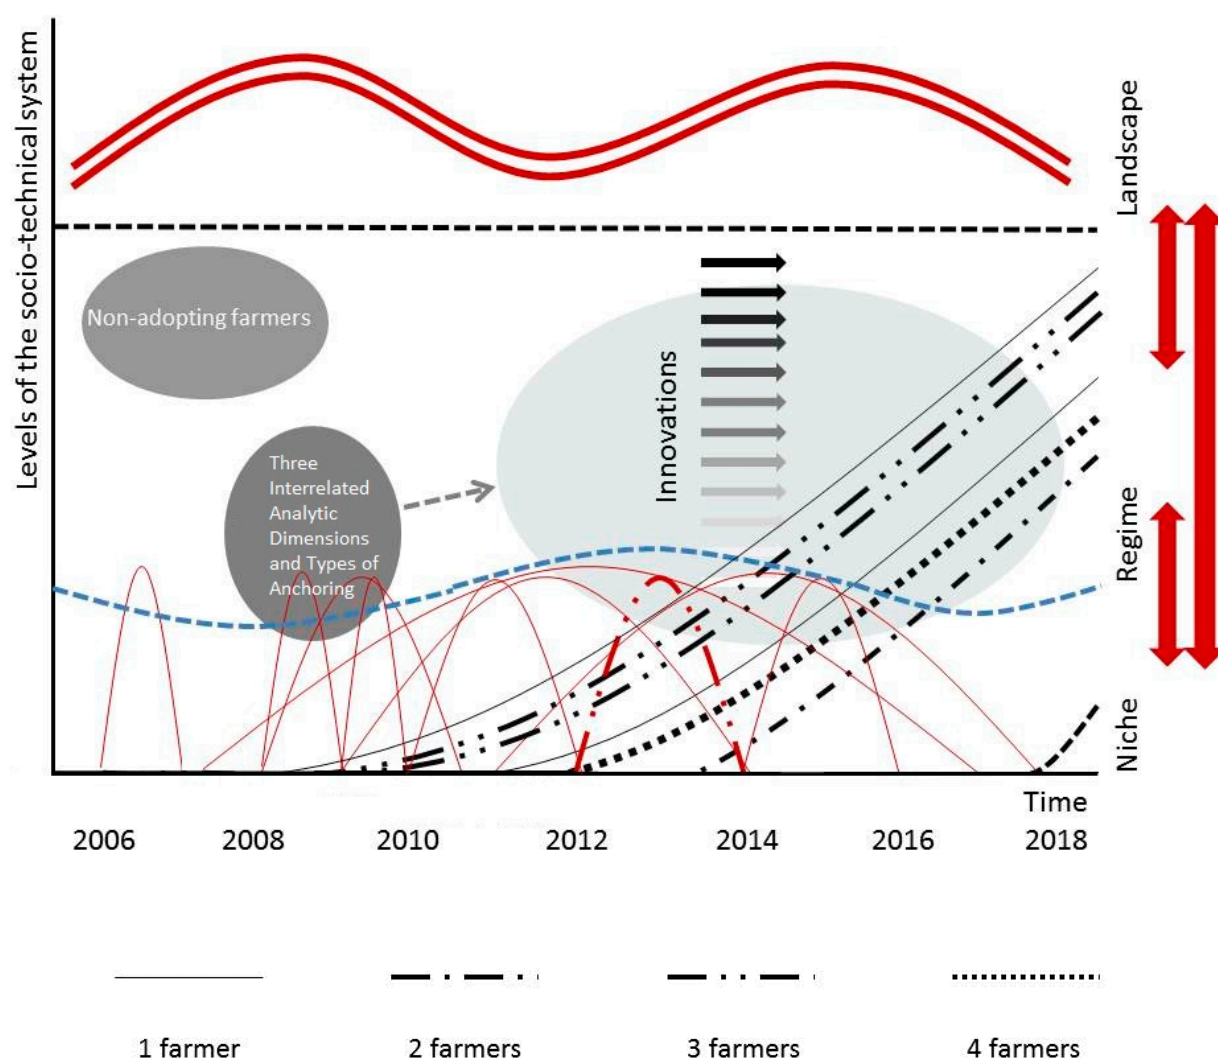 Levels of the socio-technical system
Landscape
Non-adopting farmers
Innovations
Three
Interrelated
Analytic
Dimensions
and Types of
Anchoring
Regime
Niche
Time
2006 2008 2010 2012 2014 2016 2018
1 farmer 2 farmers 3 farmers 4 farmers